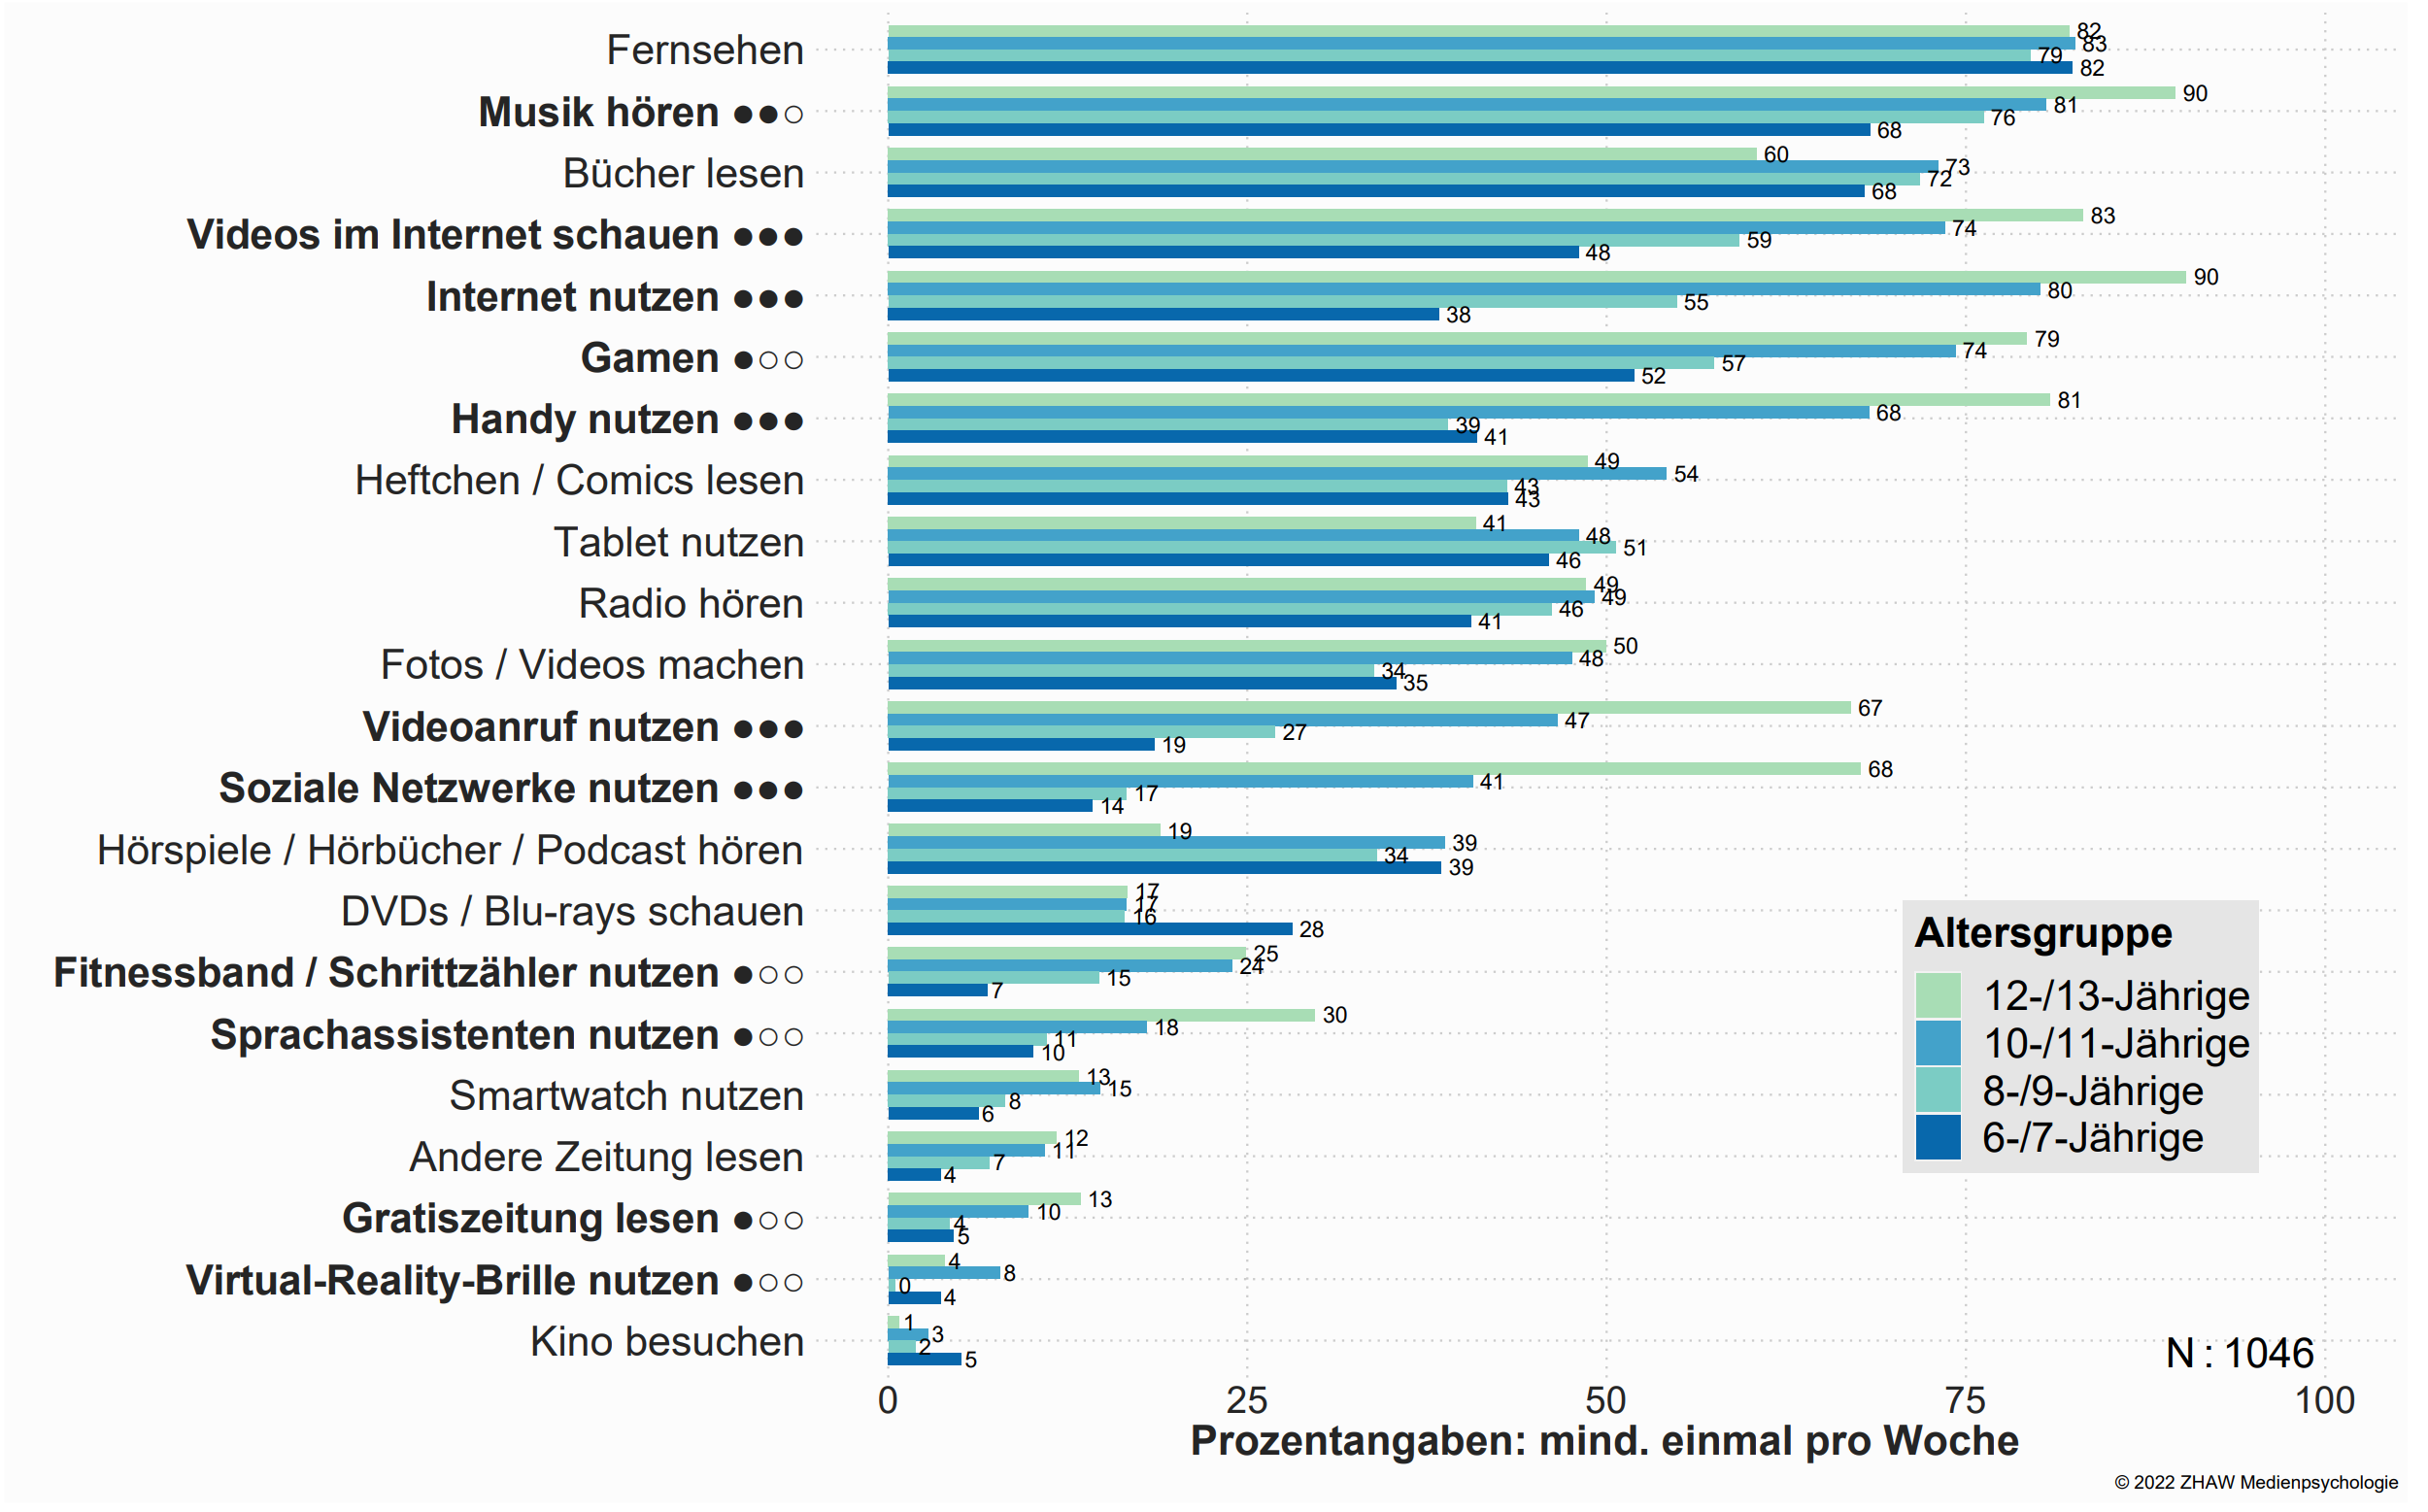 Fernsehen 82 83 79 82
Musik hören ●●○ 90 81 76 68
Bücher lesen 60 73 72 68
Videos im Internet schauen ●●● 83 74 59 48
Internet nutzen ●●● 90 80 55 38
Gamen ●○○ 79 74 57 52
Handy nutzen ●●● 81 68 39 41
Heftchen / Comics lesen 49 54 43 43
Tablet nutzen 41 48 51 46
Radio hören 49 49 46 41
Fotos / Videos machen 50 48 34 35
Videoanruf nutzen ●●● 67 47 27 19
Soziale Netzwerke nutzen ●●● 68 41 17 14
Hörspiele / Hörbücher / Podcast hören 19 39 34 39
DVDs / Blu-rays schauen 17 17 16 28
Fitnessband / Schrittzähler nutzen ●○○ 25 24 15 7
Sprachassistenten nutzen ●○○ 30 18 11 10
Smartwatch nutzen 13 15 8 6
Andere Zeitung lesen 12 11 7 4
Gratiszeitung lesen ●○○ 13 10 4 5
Virtual-Reality-Brille nutzen ●○○ 4 8 0 4
Kino besuchen 1 3 2 5
Altersgruppe
12-/13-Jährige
10-/11-Jährige
8-/9-Jährige
6-/7-Jährige
N : 1046
0 25 50 75 100
Prozentangaben: mind. einmal pro Woche
© 2022 ZHAW Medienpsychologie